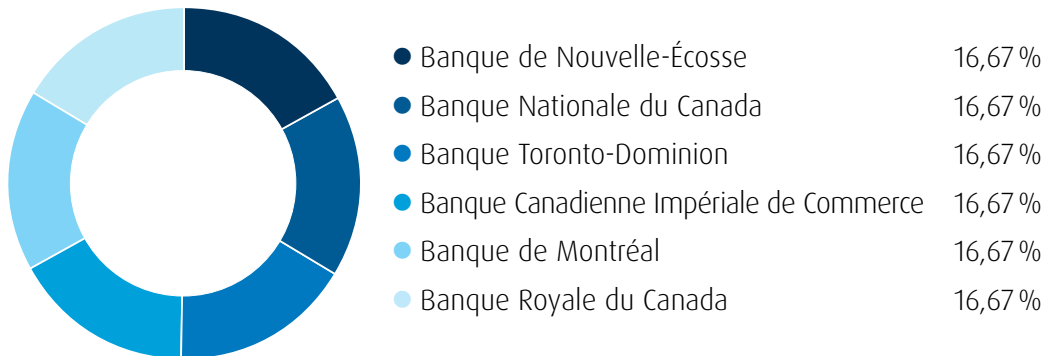 Banque de Nouvelle-Écosse 16,67 %
Banque Nationale du Canada 16,67 %
Banque Toronto-Dominion 16,67 %
Banque Canadienne Impériale de Commerce 16,67 %
Banque de Montréal 16,67 %
Banque Royale du Canada 16,67 %